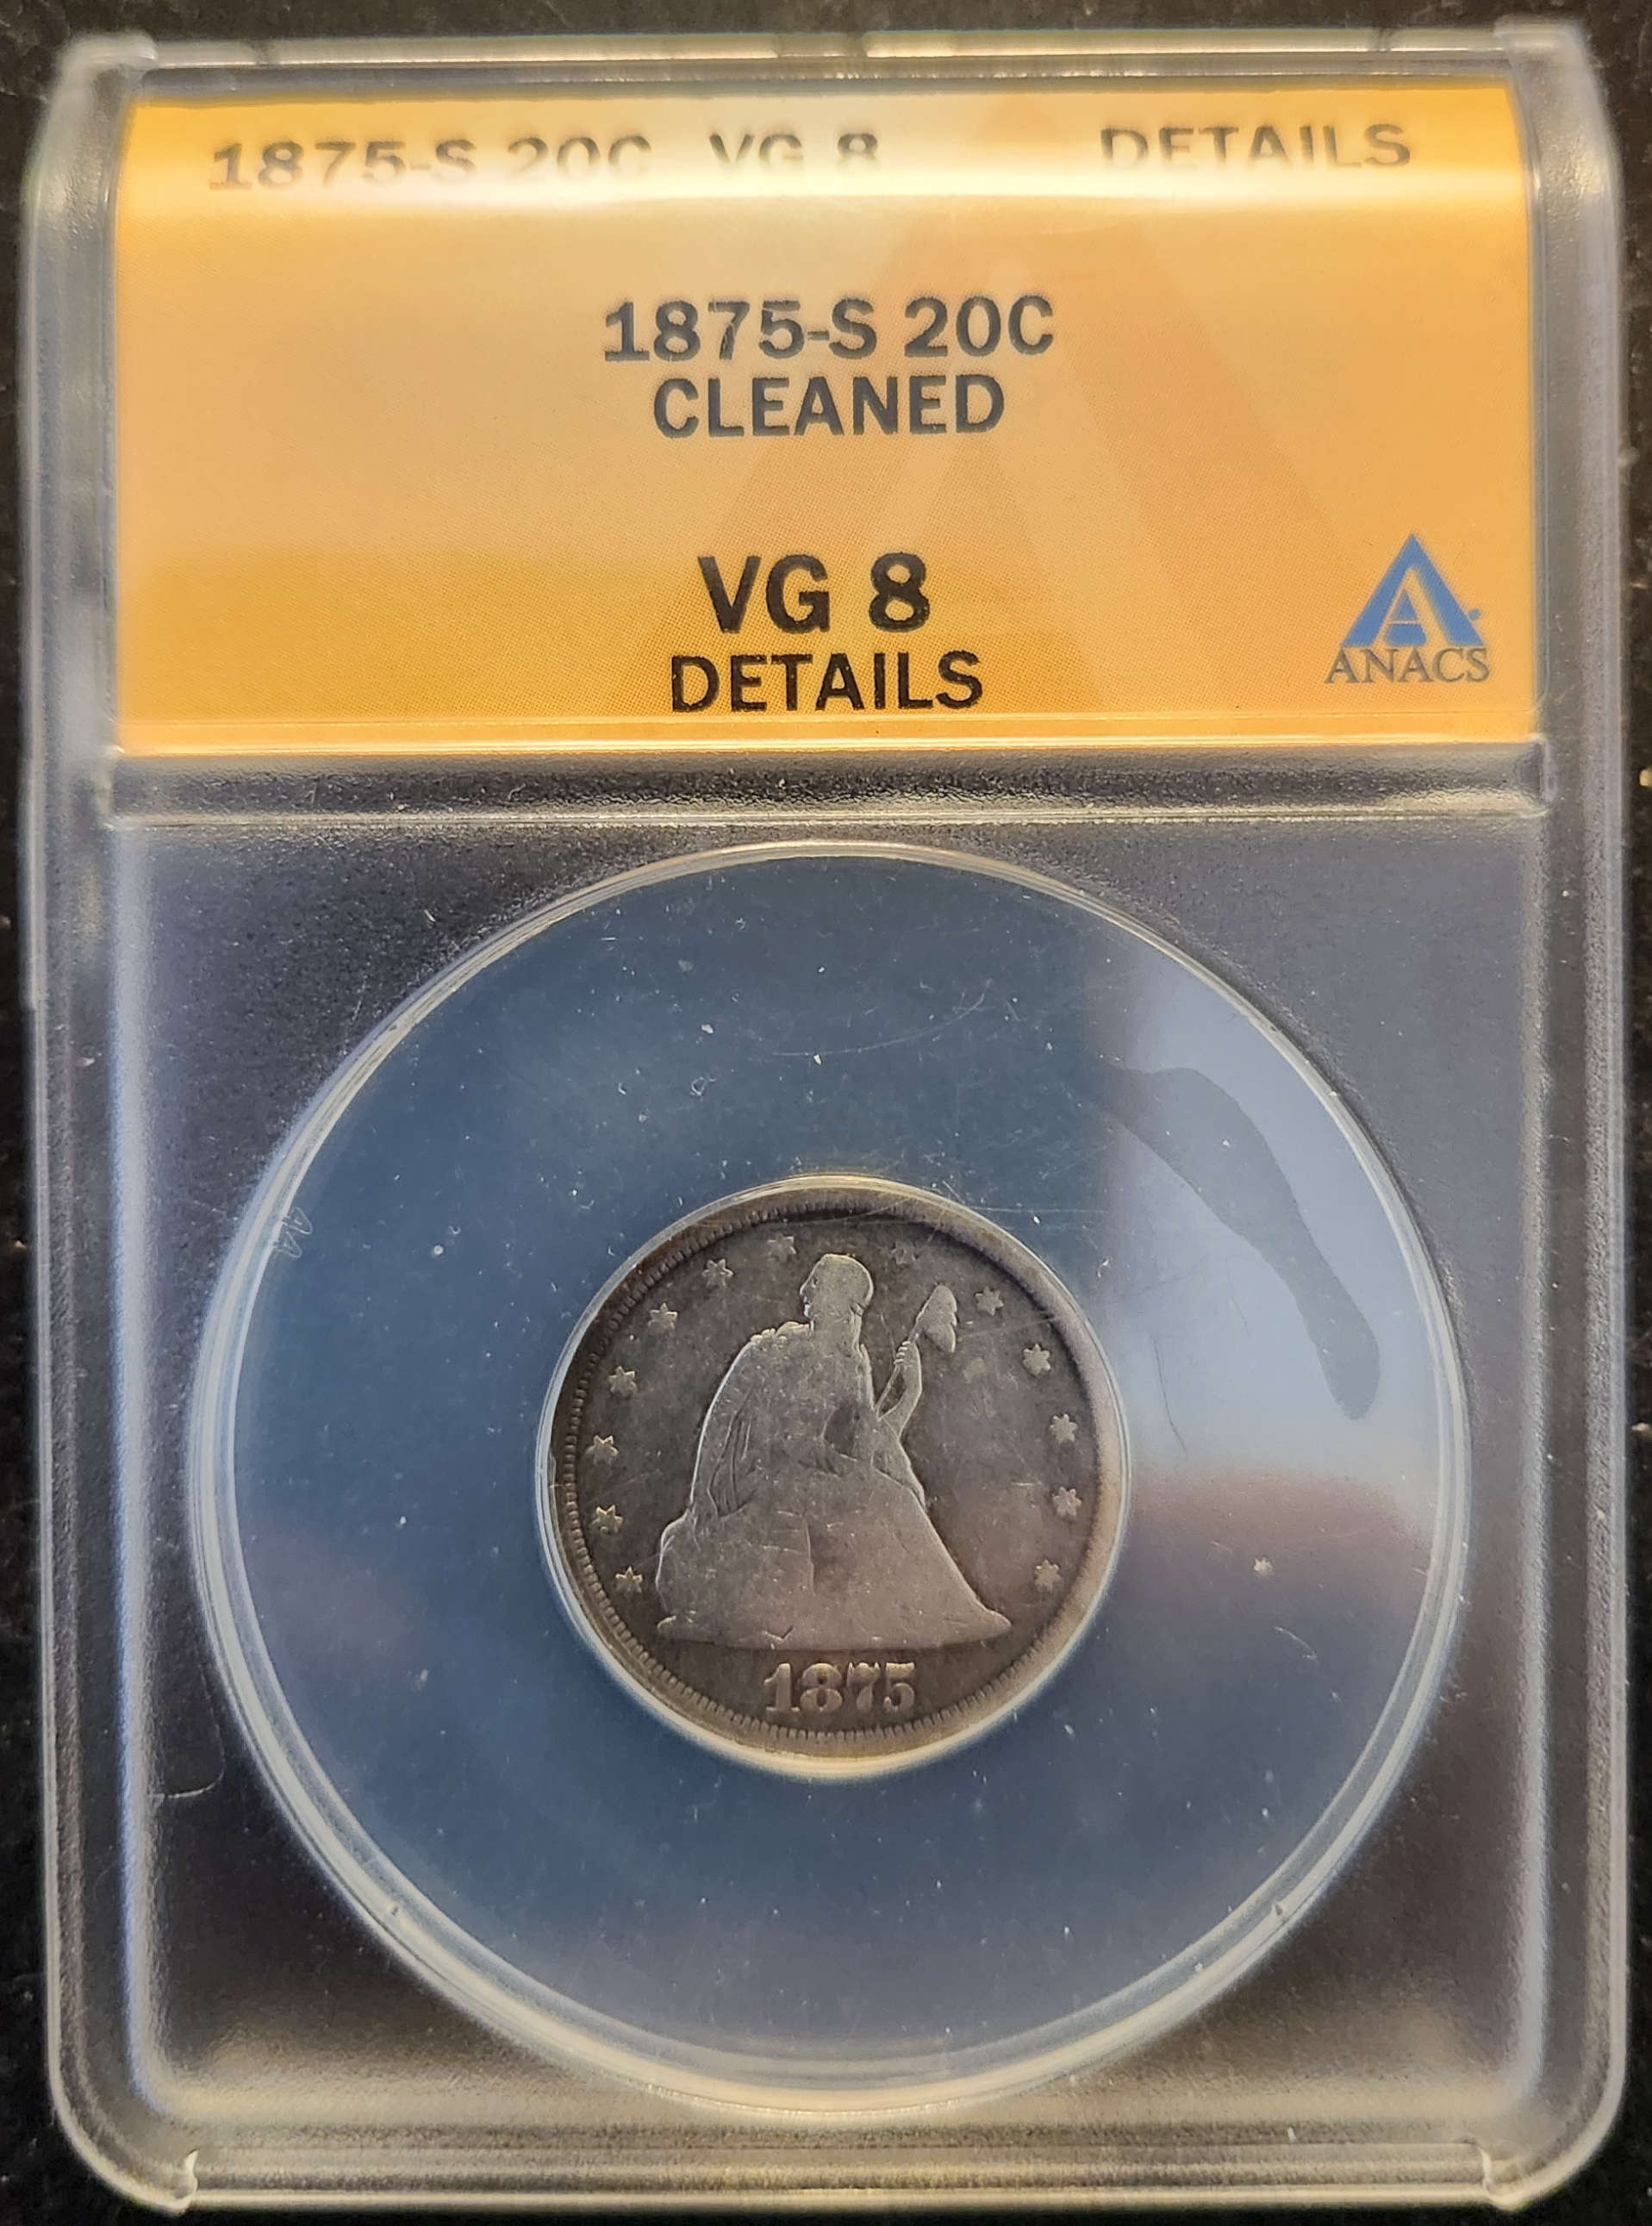 1875-S 20C VG 8 DETAILS
1875-S 20C
CLEANED
VG 8
DETAILS
A
ANACS
1875